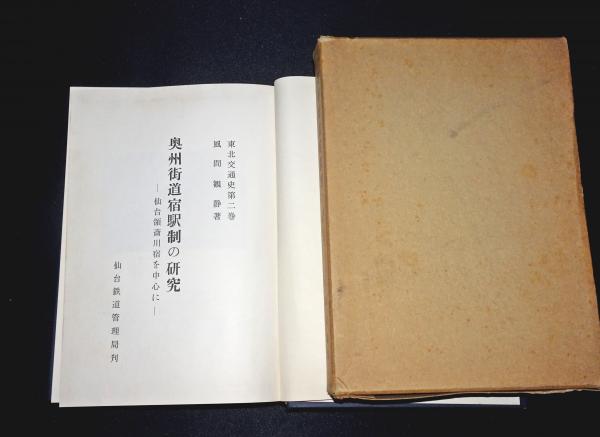 東北交通史第二巻
風間観静著
奥州街道宿駅制の研究
―仙台領斎川宿を中心に―
仙台鉄道管理局刊